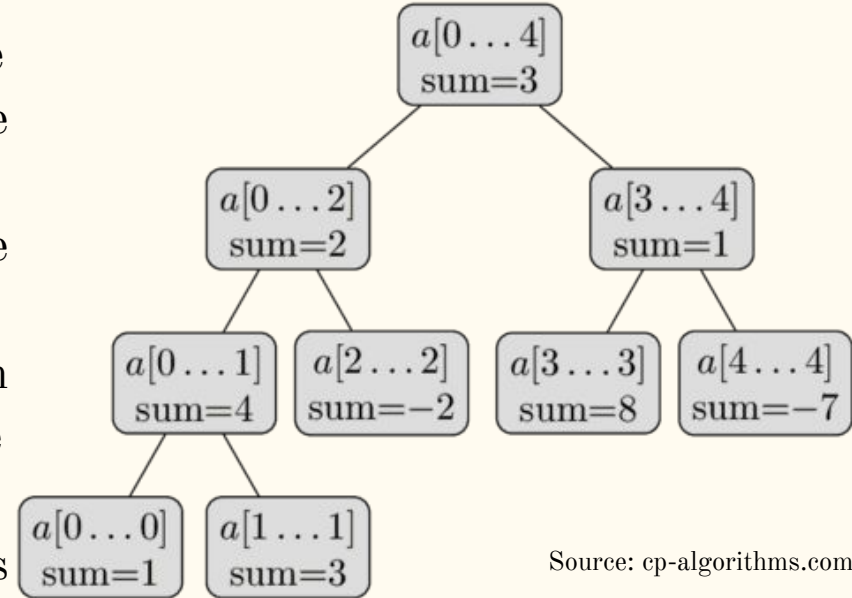 a[0...4]
sum=3
a[0...2]
sum=2
a[3...4]
sum=1
a[0...1]
sum=4
a[2...2]
sum=−2
a[3...3]
sum=8
a[4...4]
sum=−7
a[0...0]
sum=1
a[1...1]
sum=3
Source: cp-algorithms.com